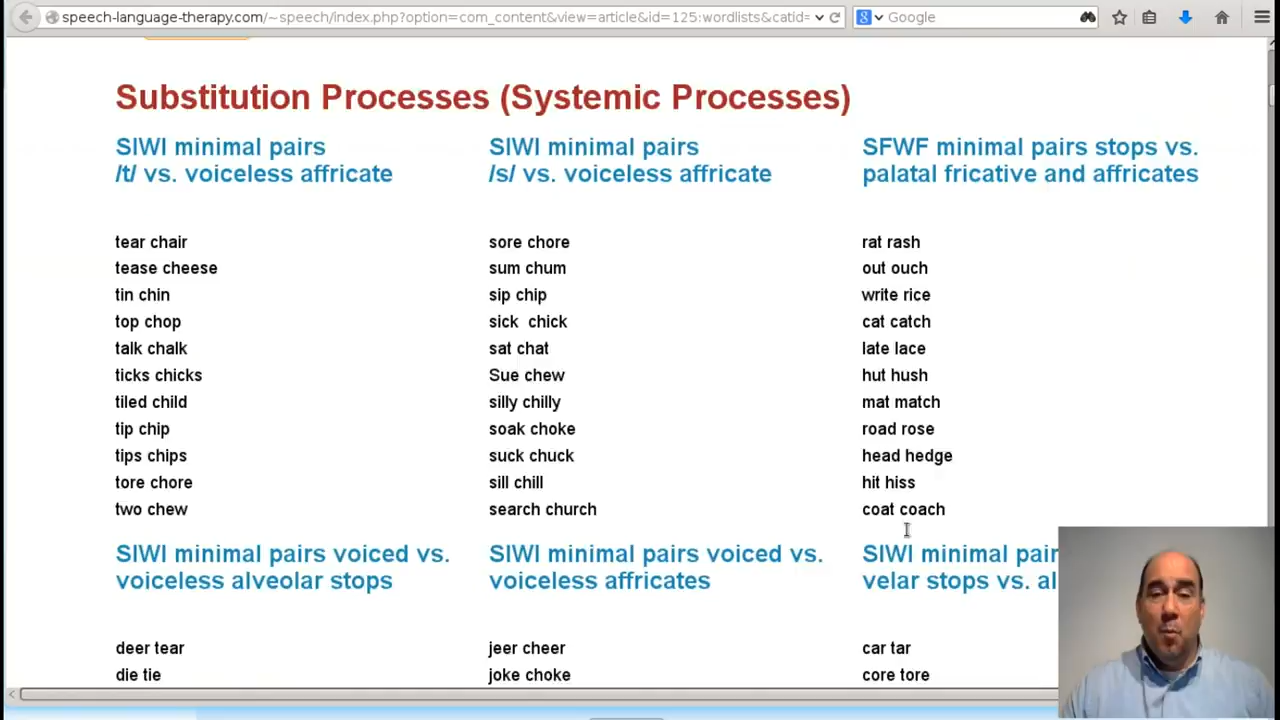 speech-language-therapy.com/~speech/index.php?option=com_content&view=article&id=125:wordlists&catid=
Google
Substitution Processes (Systemic Processes)
SIWI minimal pairs
/t/ vs. voiceless affricate
tear chair
tease cheese
tin chin
top chop
talk chalk
ticks chicks
tiled child
tip chip
tips chips
tore chore
two chew
SIWI minimal pairs
/s/ vs. voiceless affricate
sore chore
sum chum
sip chip
sick  chick
sat chat
Sue chew
silly chilly
soak choke
suck chuck
sill chill
search church
SFWF minimal pairs stops vs.
palatal fricative and affricates
rat rash
out ouch
write rice
cat catch
late lace
hut hush
mat match
road rose
head hedge
hit hiss
coat coach
SIWI minimal pairs voiced vs.
voiceless alveolar stops
deer tear
die tie
SIWI minimal pairs voiced vs.
voiceless affricates
jeer cheer
joke choke
SIWI minimal pair
velar stops vs. al
car tar
core tore